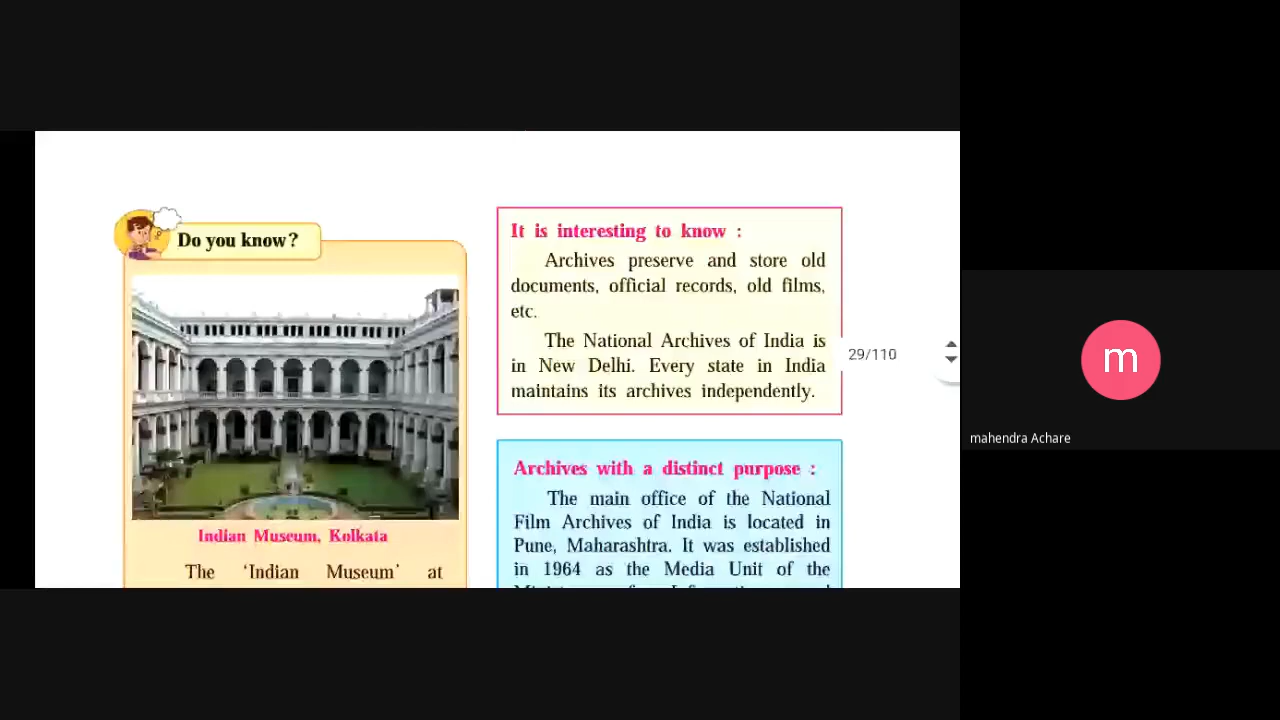 Do you know?
Indian Museum, Kolkata
The 'Indian Museum' at
It is interesting to know :
Archives preserve and store old
documents, official records, old films,
etc.
The National Archives of India is
in New Delhi. Every state in India
maintains its archives independently.
Archives with a distinct purpose :
The main office of the National
Film Archives of India is located in
Pune, Maharashtra. It was established
in 1964 as the Media Unit of the
29/110
m
mahendra Achare